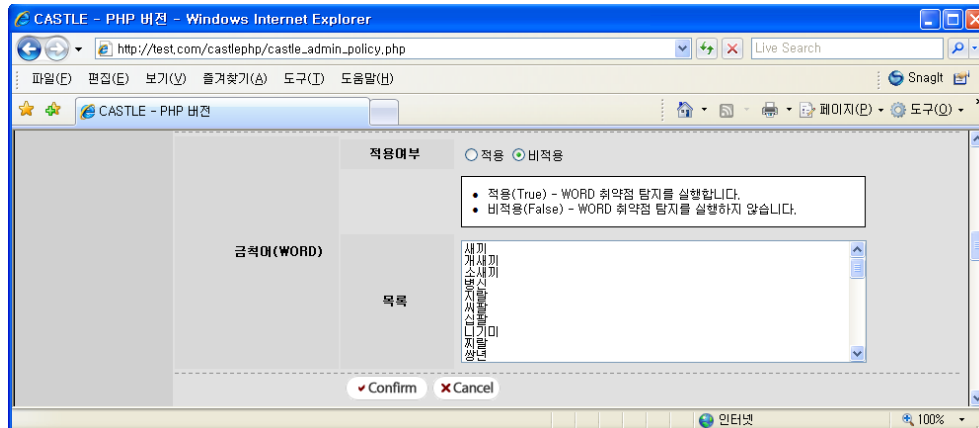 CASTLE - PHP 버전 - Windows Internet Explorer
http://test.com/castlephp/castle_admin_policy.php
Live Search
파일(F) 편집(E) 보기(V) 즐겨찾기(A) 도구(T) 도움말(H)
SnagIt
CASTLE - PHP 버전
페이지(P) 도구(O)
적용여부
적용 비적용
적용(True) - WORD 취약점 탐지를 실행합니다.
비적용(False) - WORD 취약점 탐지를 실행하지 않습니다.
금칙어(WORD)
목록
새끼
개새끼
소새끼
병신
지랄
씨팔
십팔
니기미
찌랄
쌍년
Confirm Cancel
인터넷
100%